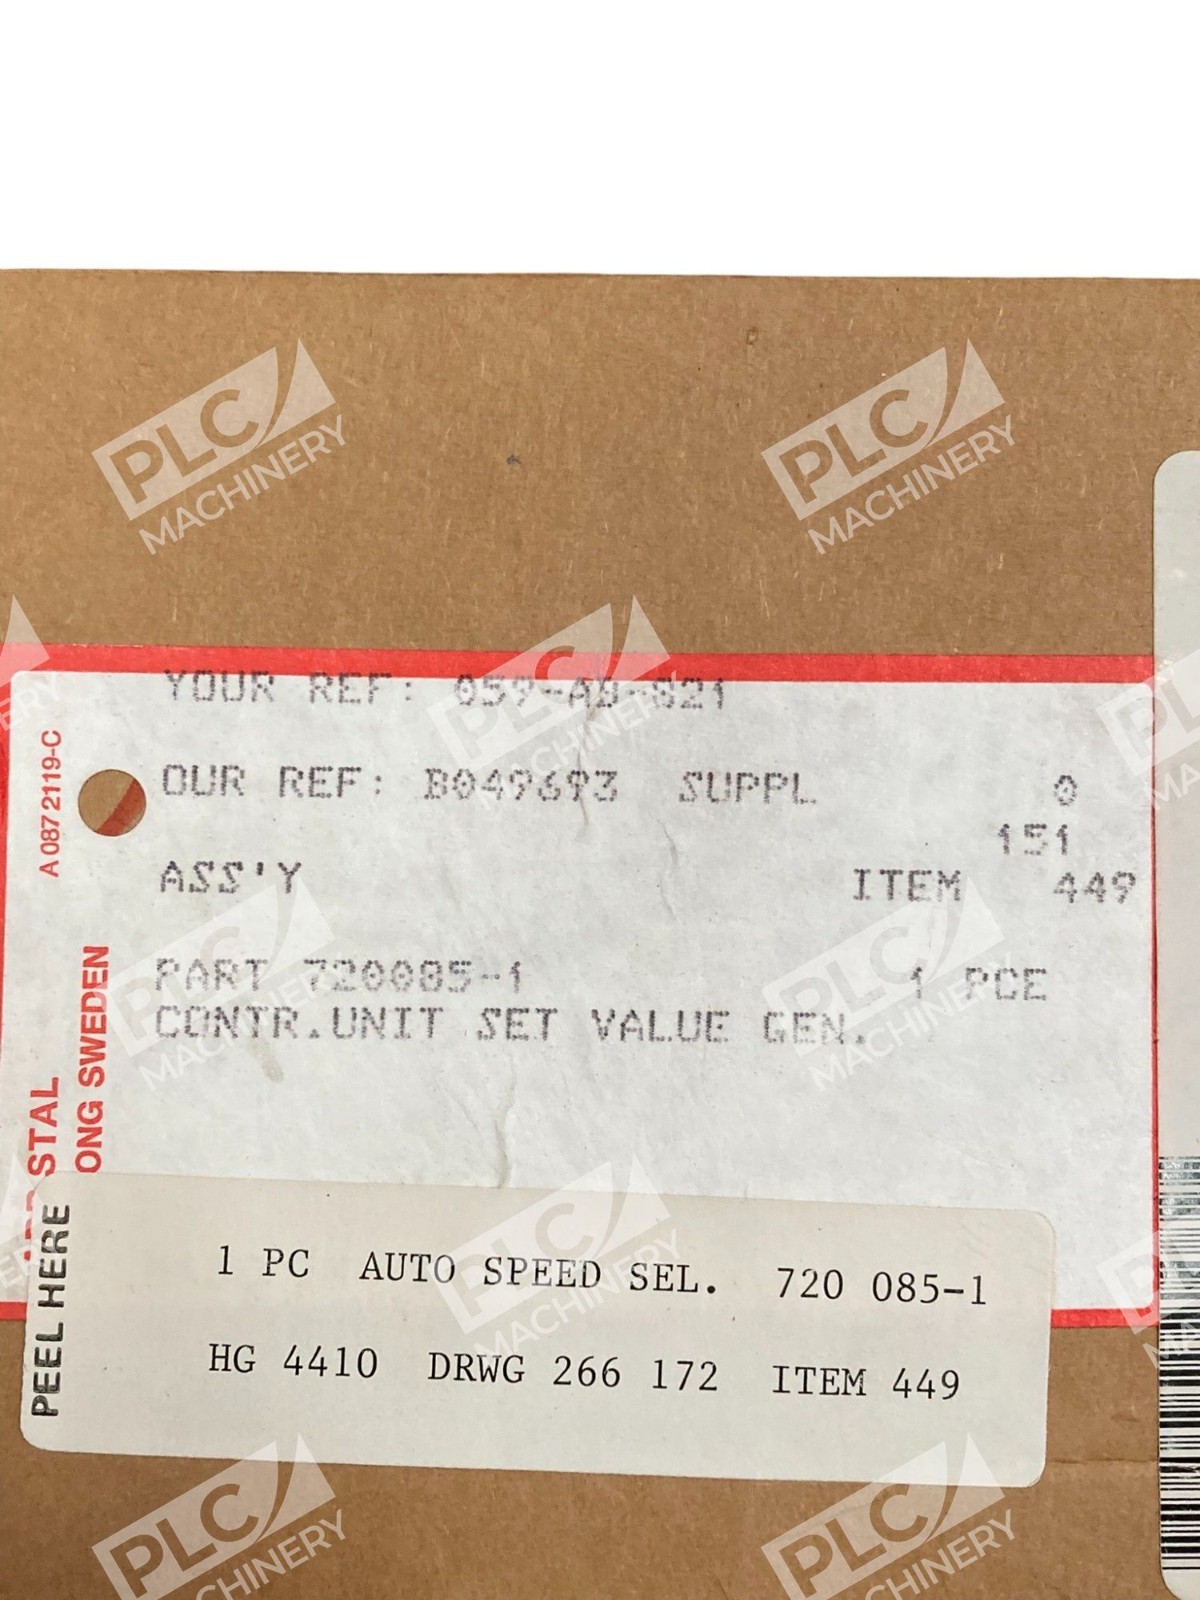 YOUR REF: 059-AB-821
OUR REF: B049693 SUPPL 0
151
ASS'Y ITEM 449
PART 720085-1 1 PCE
CONTR.UNIT SET VALUE GEN.
A 087 2119-C
STAL
ONG SWEDEN
PEEL HERE
1 PC AUTO SPEED SEL. 720 085-1
HG 4410 DRWG 266 172 ITEM 449
PLC MACHINERY